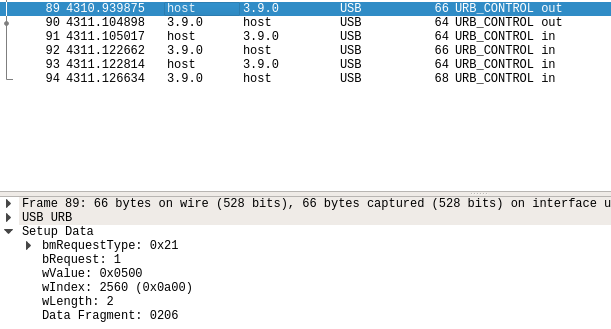 89 4310.939875 host 3.9.0 USB 66 URB_CONTROL out
90 4311.104898 3.9.0 host USB 64 URB_CONTROL out
91 4311.105017 host 3.9.0 USB 64 URB_CONTROL in
92 4311.122662 3.9.0 host USB 66 URB_CONTROL in
93 4311.122814 host 3.9.0 USB 64 URB_CONTROL in
94 4311.126634 3.9.0 host USB 68 URB_CONTROL in
Frame 89: 66 bytes on wire (528 bits), 66 bytes captured (528 bits) on interface u
USB URB
Setup Data
bmRequestType: 0x21
bRequest: 1
wValue: 0x0500
wIndex: 2560 (0x0a00)
wLength: 2
Data Fragment: 0206